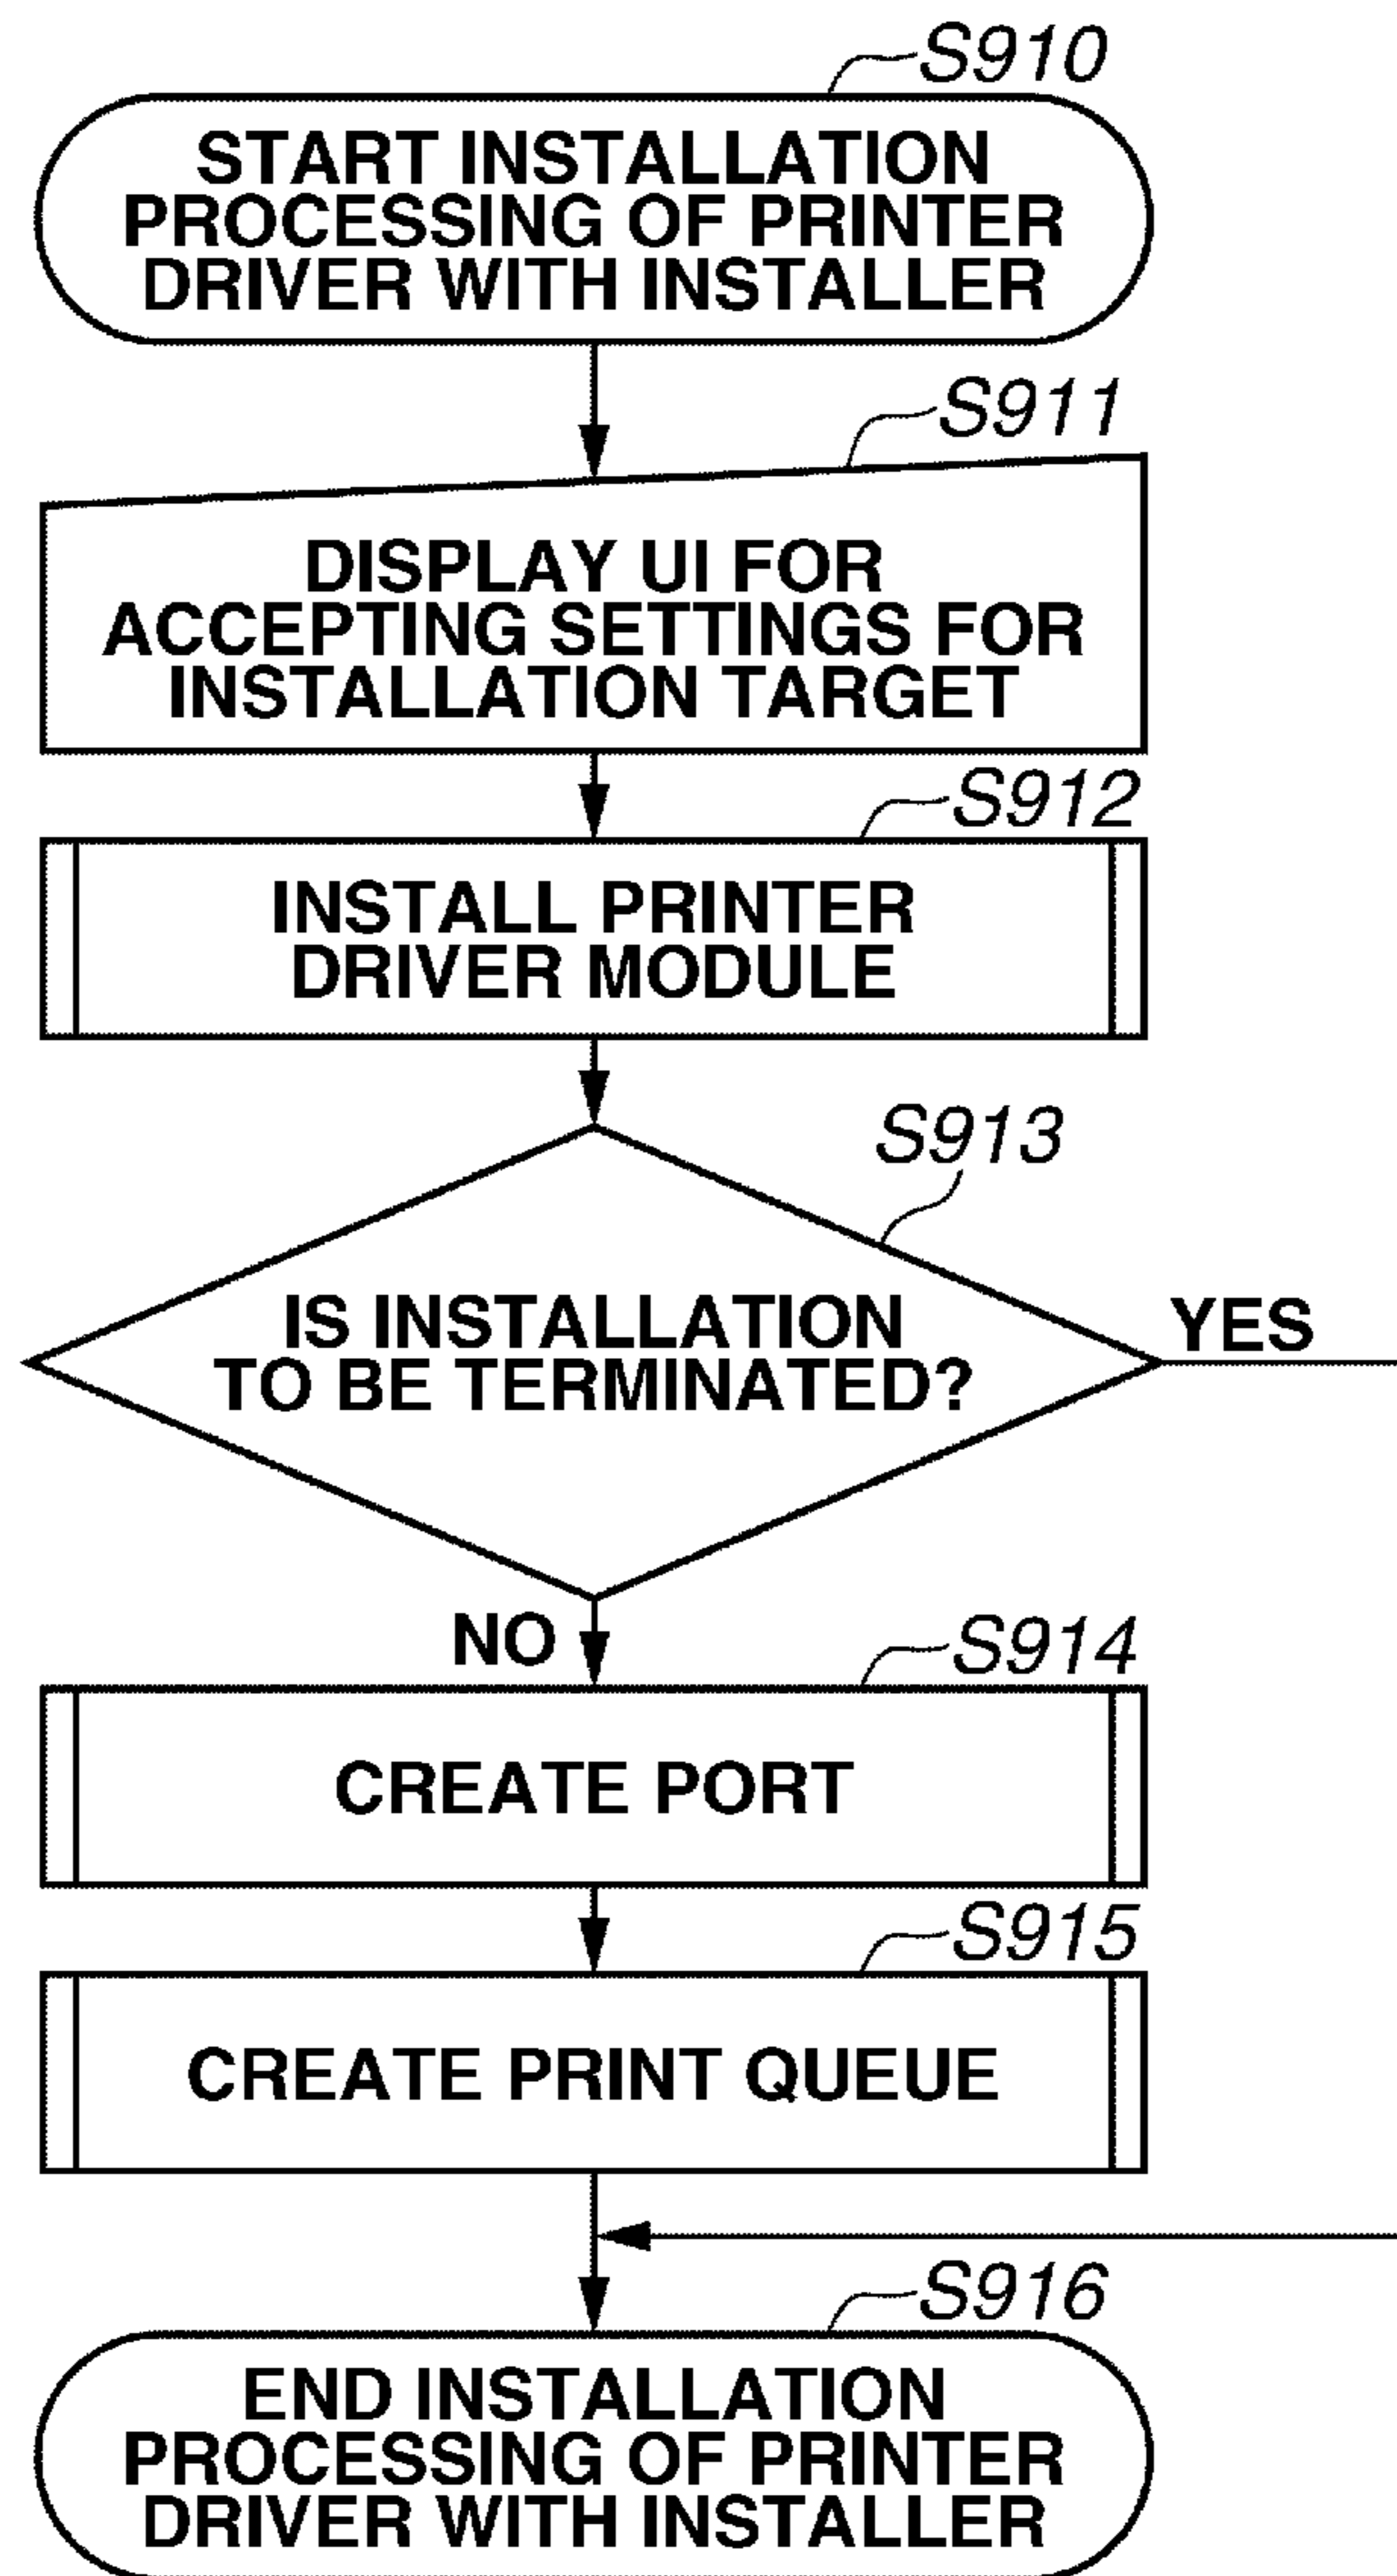 S910
START INSTALLATION
PROCESSING OF PRINTER
DRIVER WITH INSTALLER
S911
DISPLAY UI FOR
ACCEPTING SETTINGS FOR
INSTALLATION TARGET
S912
INSTALL PRINTER
DRIVER MODULE
S913
IS INSTALLATION
TO BE TERMINATED?
YES
NO
S914
CREATE PORT
S915
CREATE PRINT QUEUE
S916
END INSTALLATION
PROCESSING OF PRINTER
DRIVER WITH INSTALLER